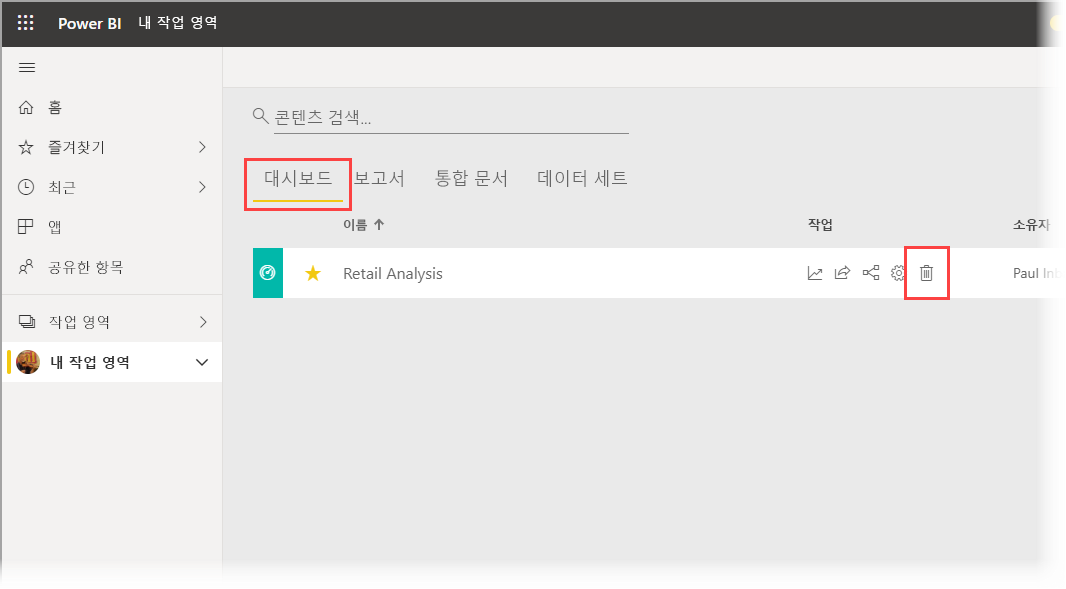 Power BI 내 작업 영역
홈
즐겨찾기
최근
앱
공유한 항목
작업 영역
내 작업 영역
콘텐츠 검색...
대시보드 보고서 통합 문서 데이터 세트
이름 작업 소유자
Retail Analysis Paul